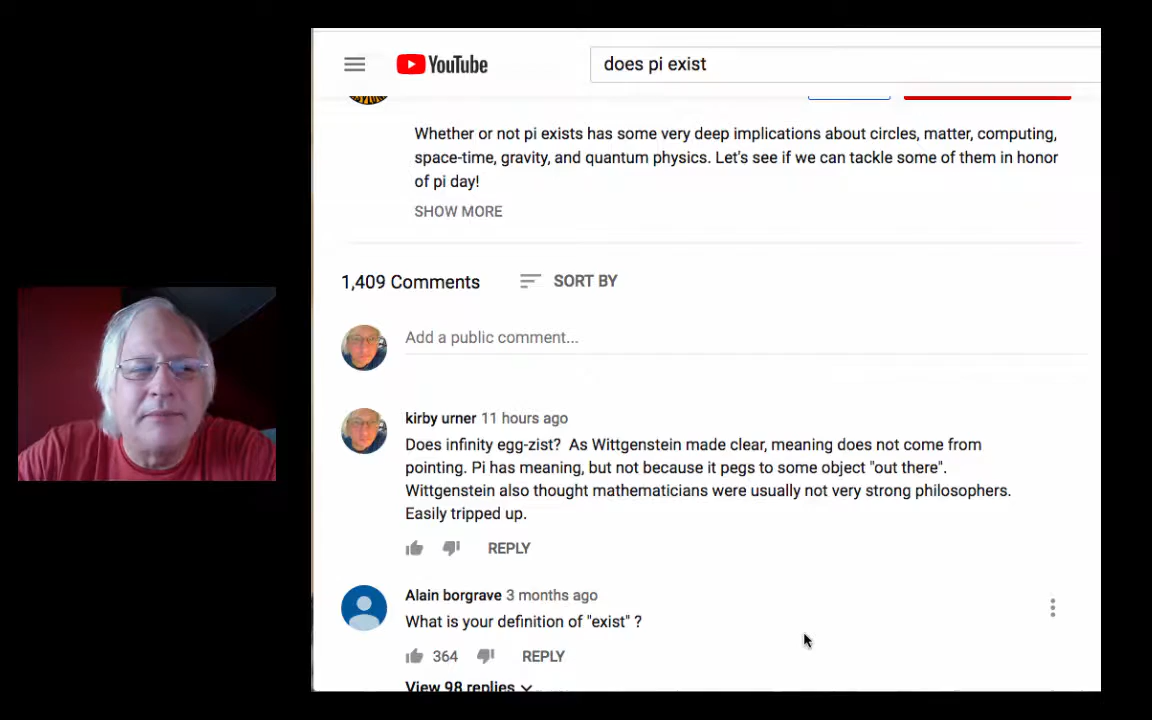 YouTube
does pi exist
Whether or not pi exists has some very deep implications about circles, matter, computing,
space-time, gravity, and quantum physics. Let's see if we can tackle some of them in honor
of pi day!
SHOW MORE
1,409 Comments
SORT BY
Add a public comment...
kirby urner 11 hours ago
Does infinity egg-zist?  As Wittgenstein made clear, meaning does not come from
pointing. Pi has meaning, but not because it pegs to some object "out there".
Wittgenstein also thought mathematicians were usually not very strong philosophers.
Easily tripped up.
REPLY
Alain borgrave 3 months ago
What is your definition of "exist" ?
364
REPLY
View 98 replies